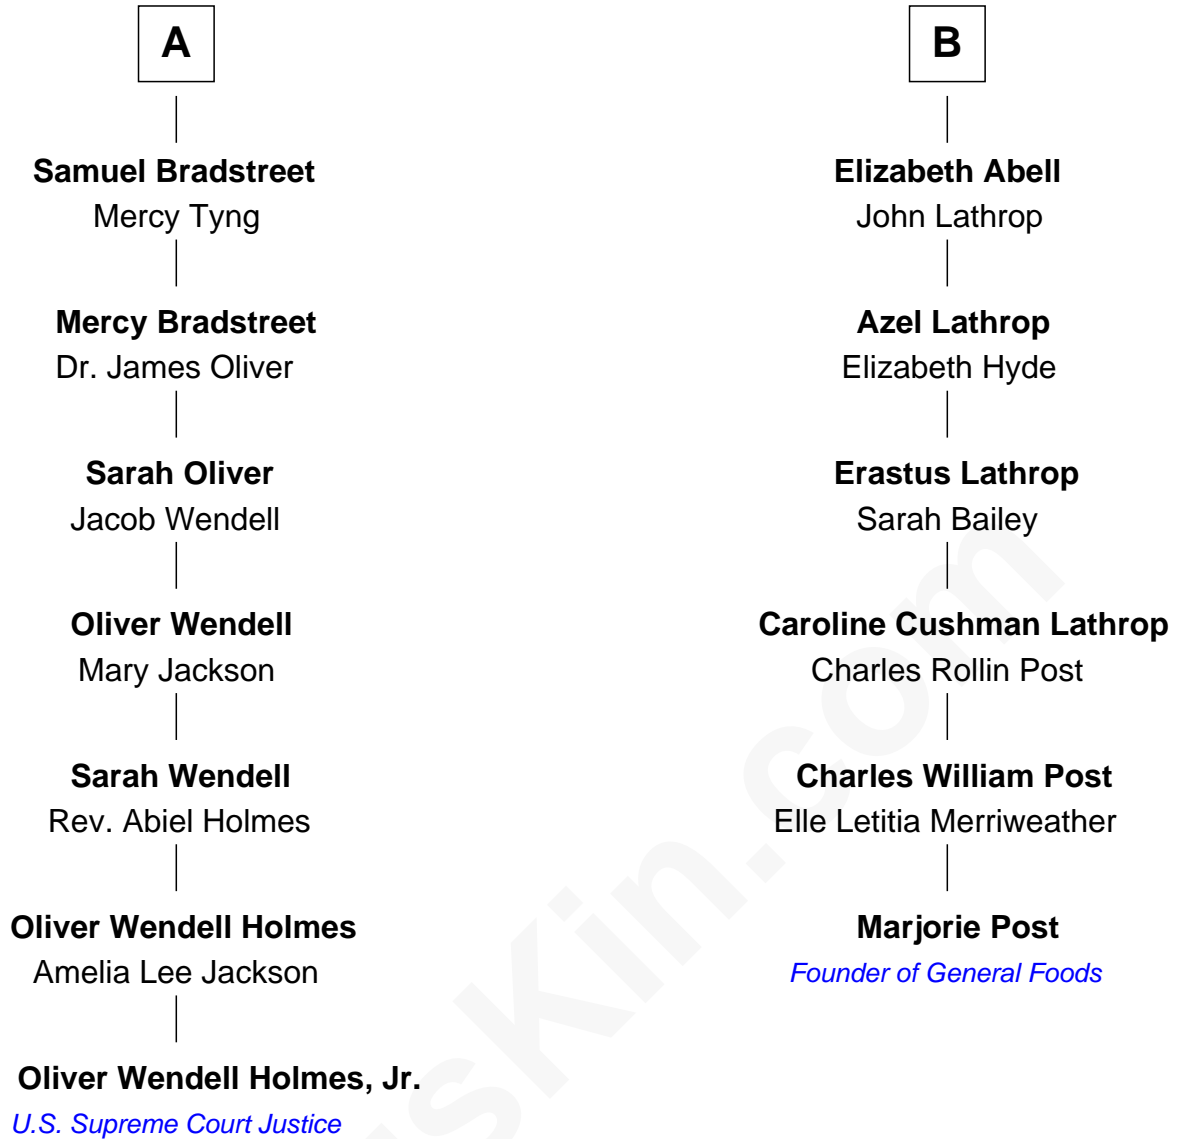 A
Samuel Bradstreet
Mercy Tyng
Mercy Bradstreet
Dr. James Oliver
Sarah Oliver
Jacob Wendell
Oliver Wendell
Mary Jackson
Sarah Wendell
Rev. Abiel Holmes
Oliver Wendell Holmes
Amelia Lee Jackson
Oliver Wendell Holmes, Jr.
U.S. Supreme Court Justice
B
Elizabeth Abell
John Lathrop
Azel Lathrop
Elizabeth Hyde
Erastus Lathrop
Sarah Bailey
Caroline Cushman Lathrop
Charles Rollin Post
Charles William Post
Elle Letitia Merriweather
Marjorie Post
Founder of General Foods